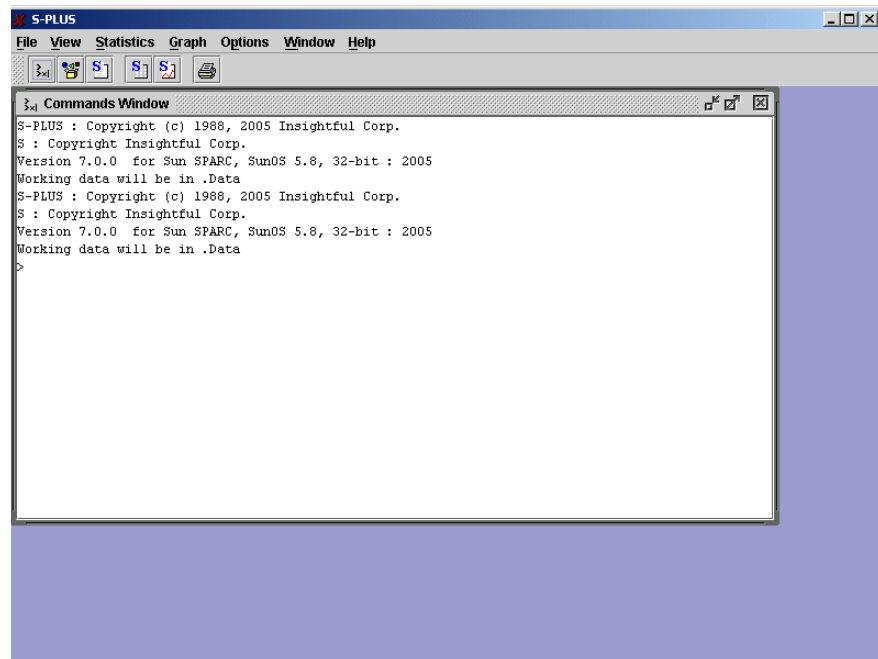 S-PLUS
File View Statistics Graph Options Window Help
Commands Window
S-PLUS : Copyright (c) 1988, 2005 Insightful Corp.
S : Copyright Insightful Corp.
Version 7.0.0  for Sun SPARC, SunOS 5.8, 32-bit : 2005
Working data will be in .Data
S-PLUS : Copyright (c) 1988, 2005 Insightful Corp.
S : Copyright Insightful Corp.
Version 7.0.0  for Sun SPARC, SunOS 5.8, 32-bit : 2005
Working data will be in .Data
>